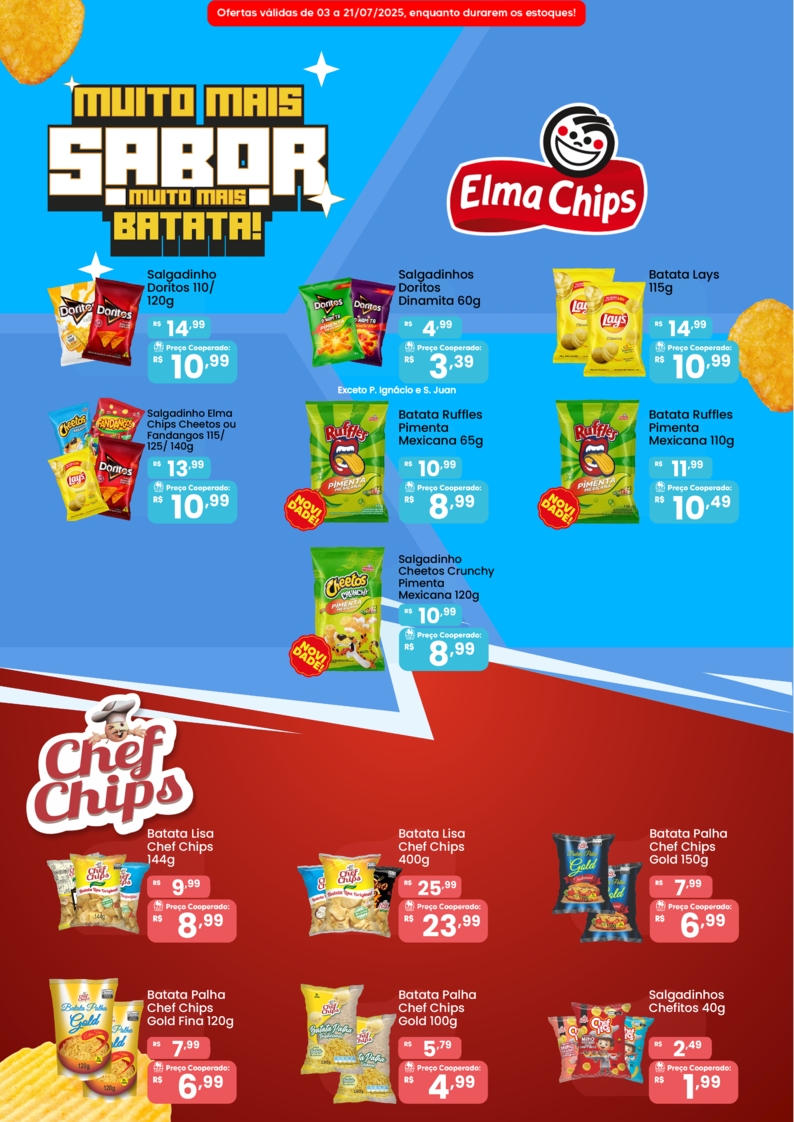 Ofertas válidas de 03 a 21/07/2025, enquanto durarem os estoques!
MUITO MAIS
SABOR
MUITO MAIS
BATATA!
Elma Chips
Salgadinho
Doritos 110/
120g
R$ 14,99
Preço Cooperado:
R$ 10,99
Salgadinhos
Doritos
Dinamita 60g
R$ 4,99
Preço Cooperado:
R$ 3,39
Exceto P. Ignácio e S. Juan
Batata Lays
115g
R$ 14,99
Preço Cooperado:
R$ 10,99
Salgadinho Elma
Chips Cheetos ou
Fandangos 115/
125/ 140g
R$ 13,99
Preço Cooperado:
R$ 10,99
NOVI
DADE!
Batata Ruffles
Pimenta
Mexicana 65g
R$ 10,99
Preço Cooperado:
R$ 8,99
NOVI
DADE!
Batata Ruffles
Pimenta
Mexicana 110g
R$ 11,99
Preço Cooperado:
R$ 10,49
NOVI
DADE!
Salgadinho
Cheetos Crunchy
Pimenta
Mexicana 120g
R$ 10,99
Preço Cooperado:
R$ 8,99
Chef
Chips
Batata Lisa
Chef Chips
144g
R$ 9,99
Preço Cooperado:
R$ 8,99
Batata Lisa
Chef Chips
400g
R$ 25,99
Preço Cooperado:
R$ 23,99
Batata Palha
Chef Chips
Gold 150g
R$ 7,99
Preço Cooperado:
R$ 6,99
Batata Palha
Chef Chips
Gold Fina 120g
R$ 7,99
Preço Cooperado:
R$ 6,99
Batata Palha
Chef Chips
Gold 100g
R$ 5,79
Preço Cooperado:
R$ 4,99
Salgadinhos
Chefitos 40g
R$ 2,49
Preço Cooperado:
R$ 1,99